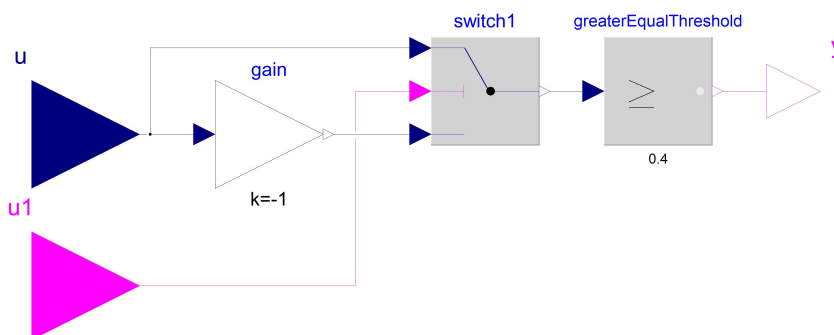 switch1
greaterEqualThreshold
u
gain
y
≥
0.4
k=-1
u1